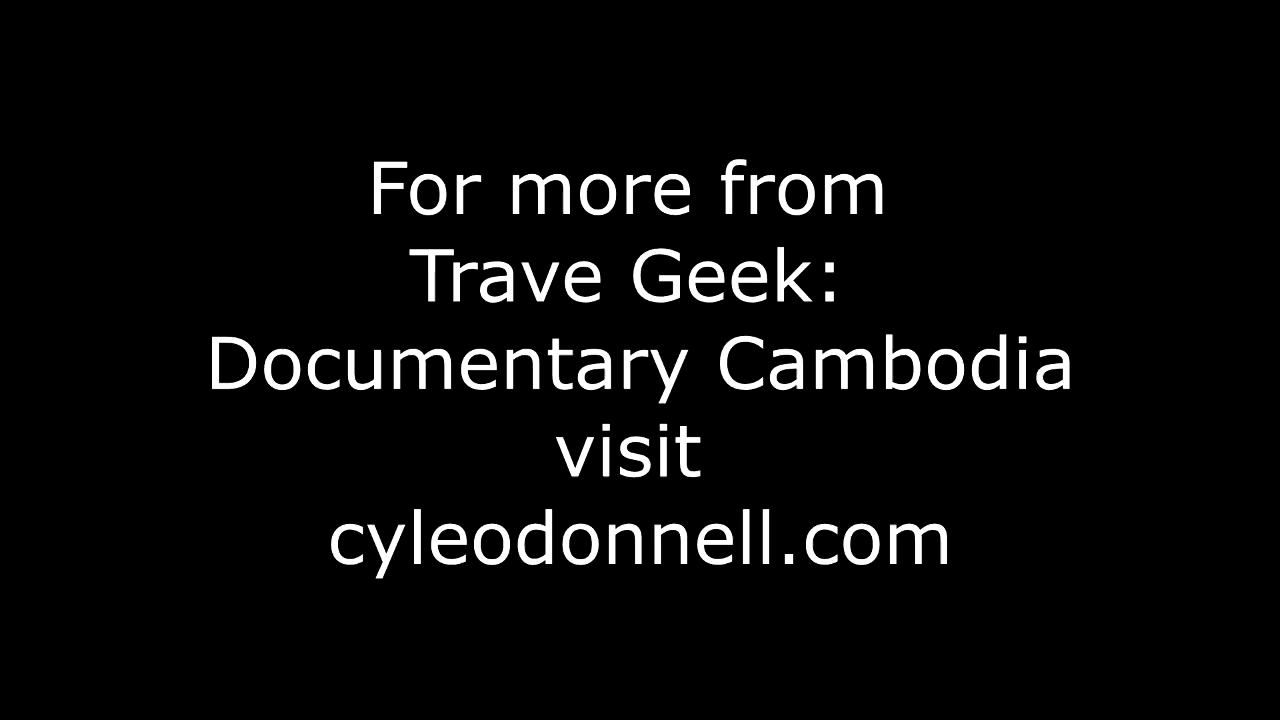 For more from
Trave Geek:
Documentary Cambodia
visit
cyleodonnell.com